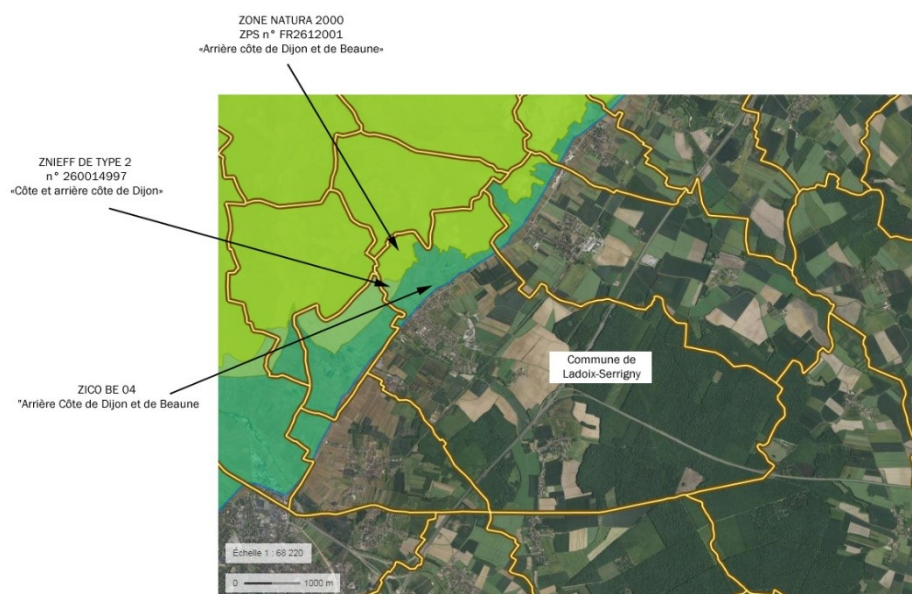 ZONE NATURA 2000
ZPS n° FR2612001
«Arrière côte de Dijon et de Beaune»
ZNIEFF DE TYPE 2
n° 260014997
«Côte et arrière côte de Dijon»
ZICO BE 04
"Arrière Côte de Dijon et de Beaune
Commune de
Ladoix-Serrigny
Échelle 1 : 68 220
0 1000 m